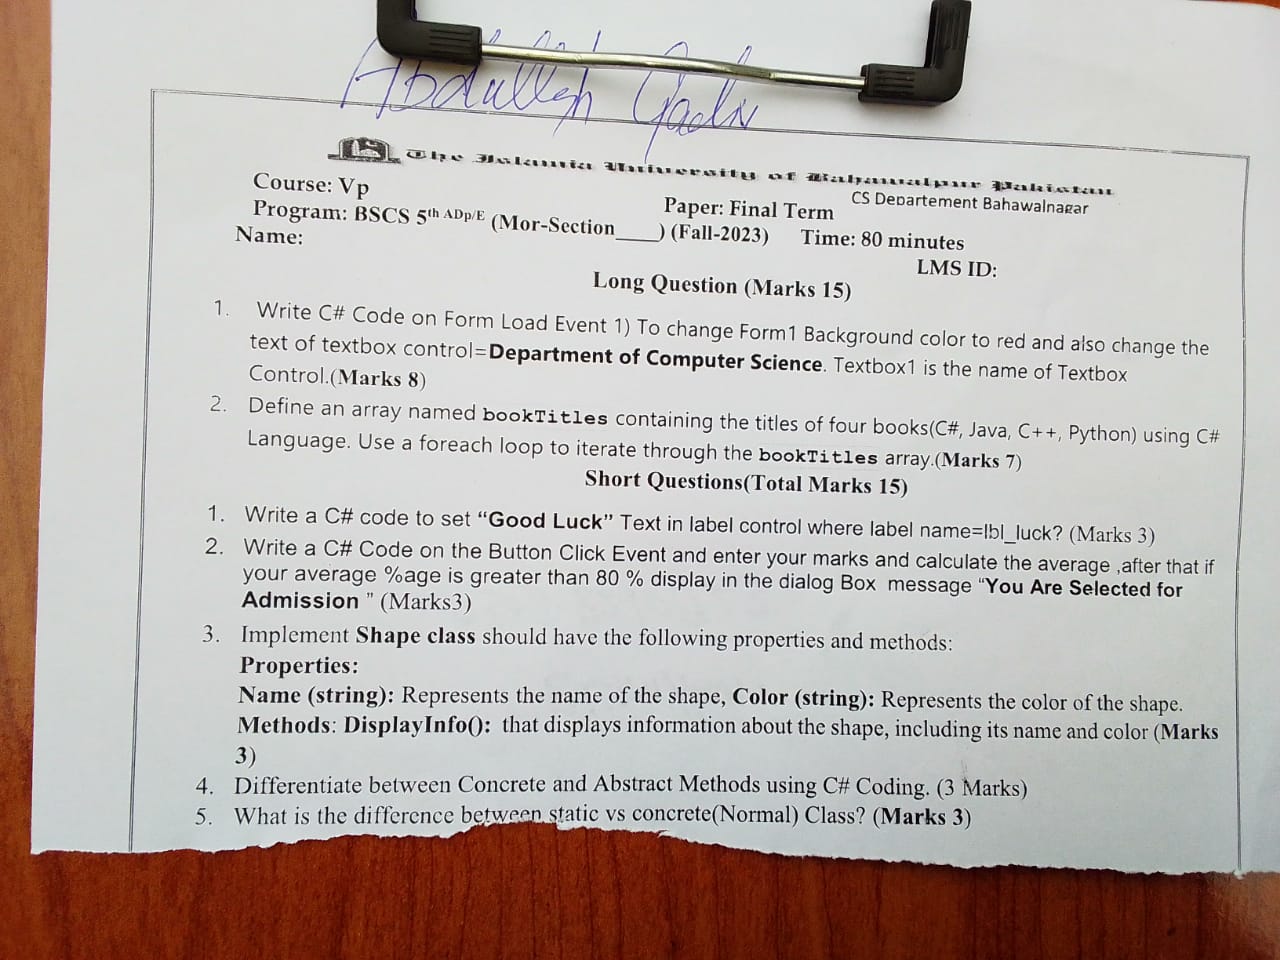 Abdullah
The Islamia University of Bahawalpur Pakistan
CS Departement Bahawalnagar
Course: Vp
Paper: Final Term
Program: BSCS 5th ADp/E (Mor-Section____) (Fall-2023) Time: 80 minutes
Name:
LMS ID:
Long Question (Marks 15)
1. Write C# Code on Form Load Event 1) To change Form1 Background color to red and also change the
text of textbox control=Department of Computer Science. Textbox1 is the name of Textbox
Control.(Marks 8)
2. Define an array named bookTitles containing the titles of four books(C#, Java, C++, Python) using C#
Language. Use a foreach loop to iterate through the bookTitles array.(Marks 7)
Short Questions(Total Marks 15)
1. Write a C# code to set “Good Luck” Text in label control where label name=lbl_luck? (Marks 3)
2. Write a C# Code on the Button Click Event and enter your marks and calculate the average ,after that if
your average %age is greater than 80 % display in the dialog Box message “You Are Selected for
Admission ” (Marks3)
3. Implement Shape class should have the following properties and methods:
Properties:
Name (string): Represents the name of the shape, Color (string): Represents the color of the shape.
Methods: DisplayInfo(): that displays information about the shape, including its name and color (Marks
3)
4. Differentiate between Concrete and Abstract Methods using C# Coding. (3 Marks)
5. What is the difference between static vs concrete(Normal) Class? (Marks 3)